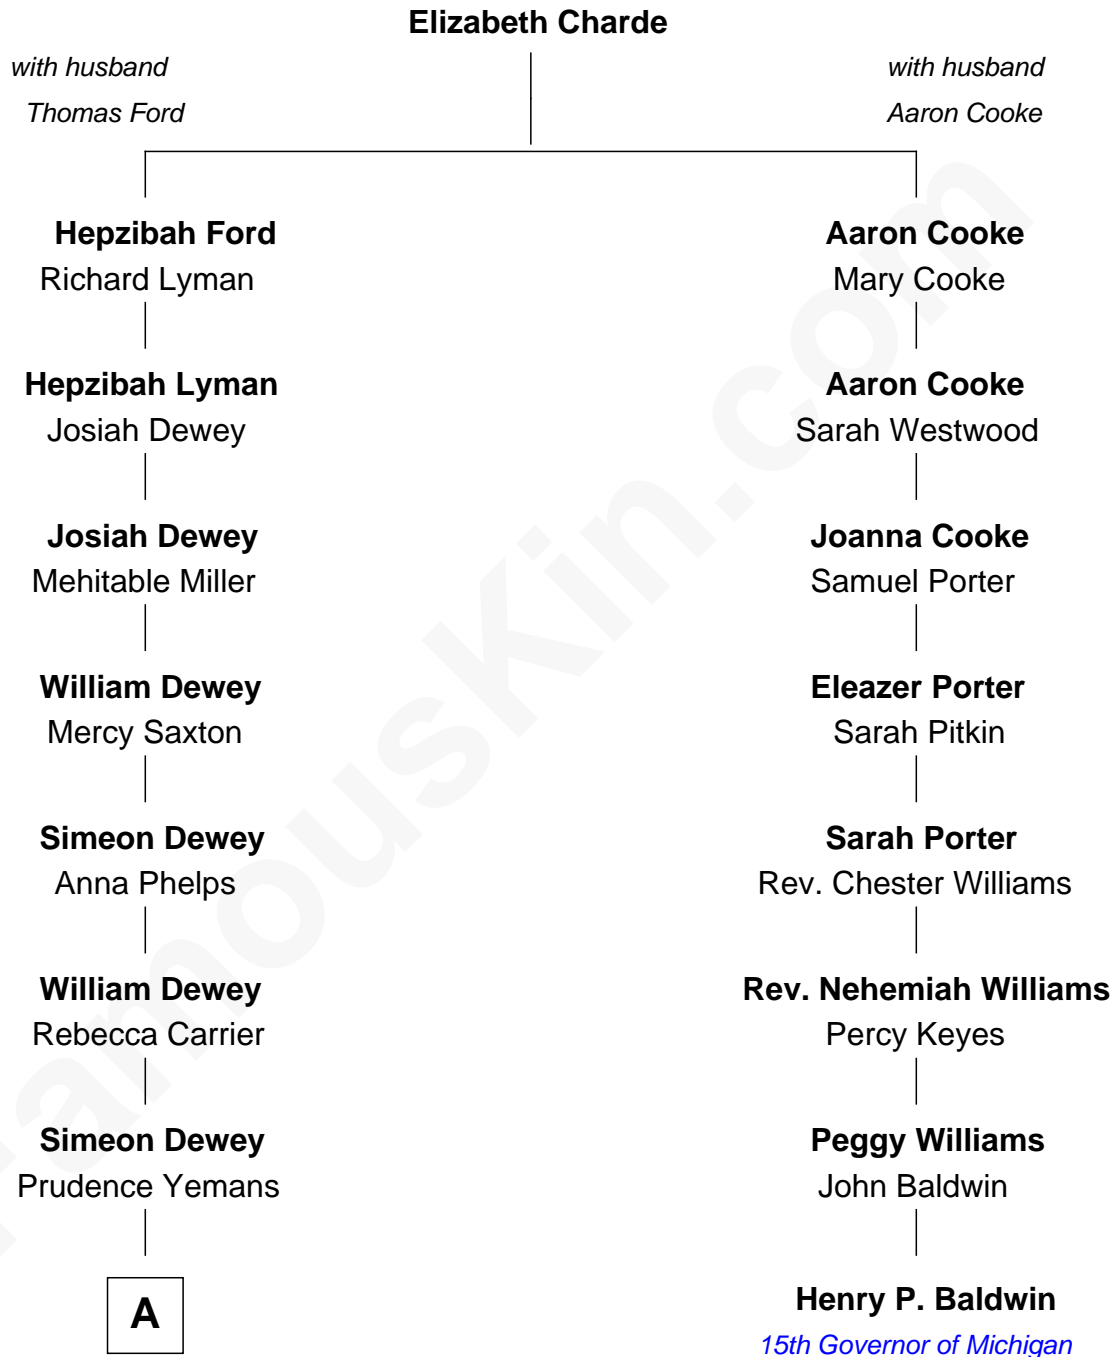 Elizabeth Charde
with husband
Thomas Ford
with husband
Aaron Cooke
Hepzibah Ford
Richard Lyman
Aaron Cooke
Mary Cooke
Hepzibah Lyman
Josiah Dewey
Aaron Cooke
Sarah Westwood
Josiah Dewey
Mehitable Miller
Joanna Cooke
Samuel Porter
William Dewey
Mercy Saxton
Eleazer Porter
Sarah Pitkin
Simeon Dewey
Anna Phelps
Sarah Porter
Rev. Chester Williams
William Dewey
Rebecca Carrier
Rev. Nehemiah Williams
Percy Keyes
Simeon Dewey
Prudence Yemans
Peggy Williams
John Baldwin
A
Henry P. Baldwin
15th Governor of Michigan
FamousKin.com